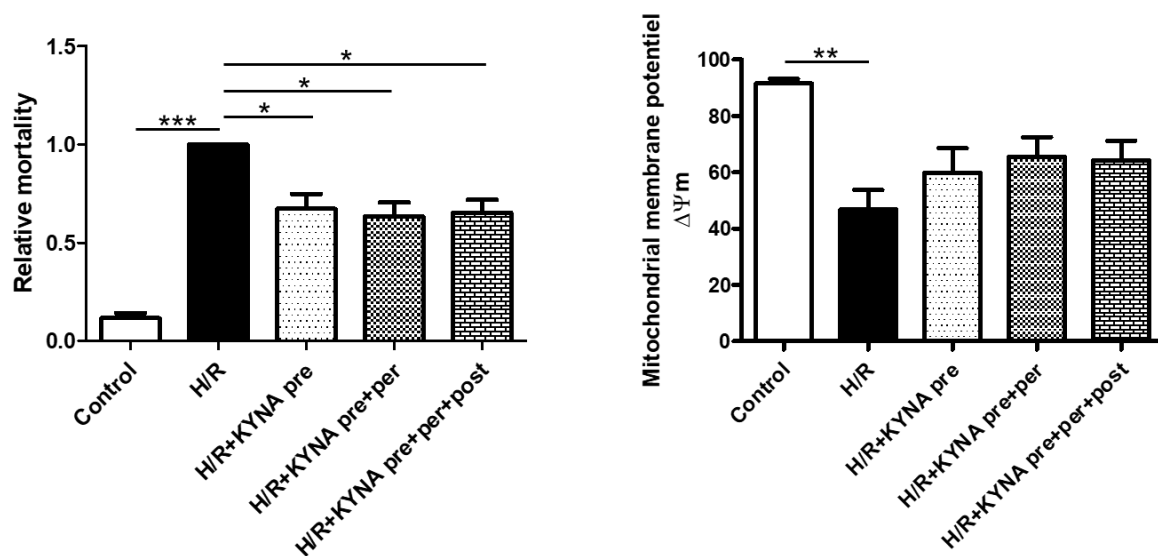 Relative mortality
1.5
1.0
0.5
0.0
***
*
*
*
Control
H/R
H/R+KYNA pre
H/R+KYNA pre+per
H/R+KYNA pre+per+post
Mitochondrial membrane potentiel
ΔΨm
100
80
60
40
20
0
**
Control
H/R
H/R+KYNA pre
H/R+KYNA pre+per
H/R+KYNA pre+per+post